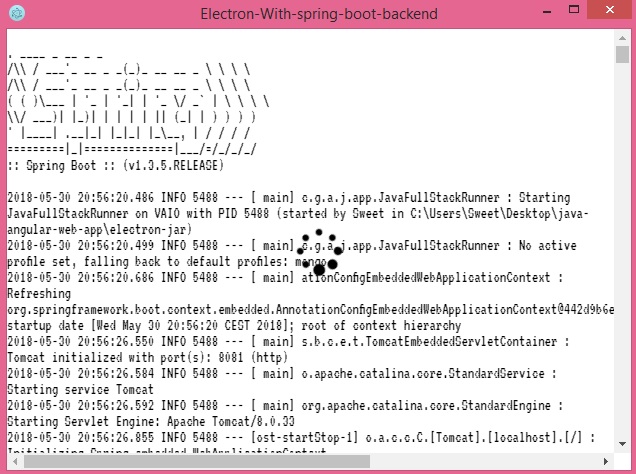 Electron-With-spring-boot-backend
. ____ _ __ _ _
/\\ / ___'_ __ _ _(_)_ __ __ _ \ \ \ \
/\\ / ___'_ __ _ _(_)_ __ __ _ \ \ \ \
( ( )\___ | '_ | '_| | '_ \/ _` | \ \ \ \
\\/ ___)| |_)| | | | | || (_| | ) ) ) )
' |____| .__|_| |_|_| |_\__, | / / / /
=========|_|==============|___/=/_/_/_/
:: Spring Boot :: (v1.3.5.RELEASE)
2018-05-30 20:56:20.486 INFO 5488 --- [ main] c.g.a.j.app.JavaFullStackRunner : Starting
JavaFullStackRunner on VAIO with PID 5488 (started by Sweet in C:\Users\Sweet\Desktop\java-
angular-web-app\electron-jar)
2018-05-30 20:56:20.499 INFO 5488 --- [ main] c.g.a.j.app.JavaFullStackRunner : No active
profile set, falling back to default profiles: mongo
2018-05-30 20:56:20.686 INFO 5488 --- [ main] ationConfigEmbeddedWebApplicationContext :
Refreshing
org.springframework.boot.context.embedded.AnnotationConfigEmbeddedWebApplicationContext@442d9b6e
startup date [Wed May 30 20:56:20 CEST 2018]; root of context hierarchy
2018-05-30 20:56:26.550 INFO 5488 --- [ main] s.b.c.e.t.TomcatEmbeddedServletContainer :
Tomcat initialized with port(s): 8081 (http)
2018-05-30 20:56:26.584 INFO 5488 --- [ main] o.apache.catalina.core.StandardService :
Starting service Tomcat
2018-05-30 20:56:26.592 INFO 5488 --- [ main] org.apache.catalina.core.StandardEngine :
Starting Servlet Engine: Apache Tomcat/8.0.33
2018-05-30 20:56:26.855 INFO 5488 --- [ost-startStop-1] o.a.c.c.C.[Tomcat].[localhost].[/] :
Initializing Spring embedded WebApplicationContext